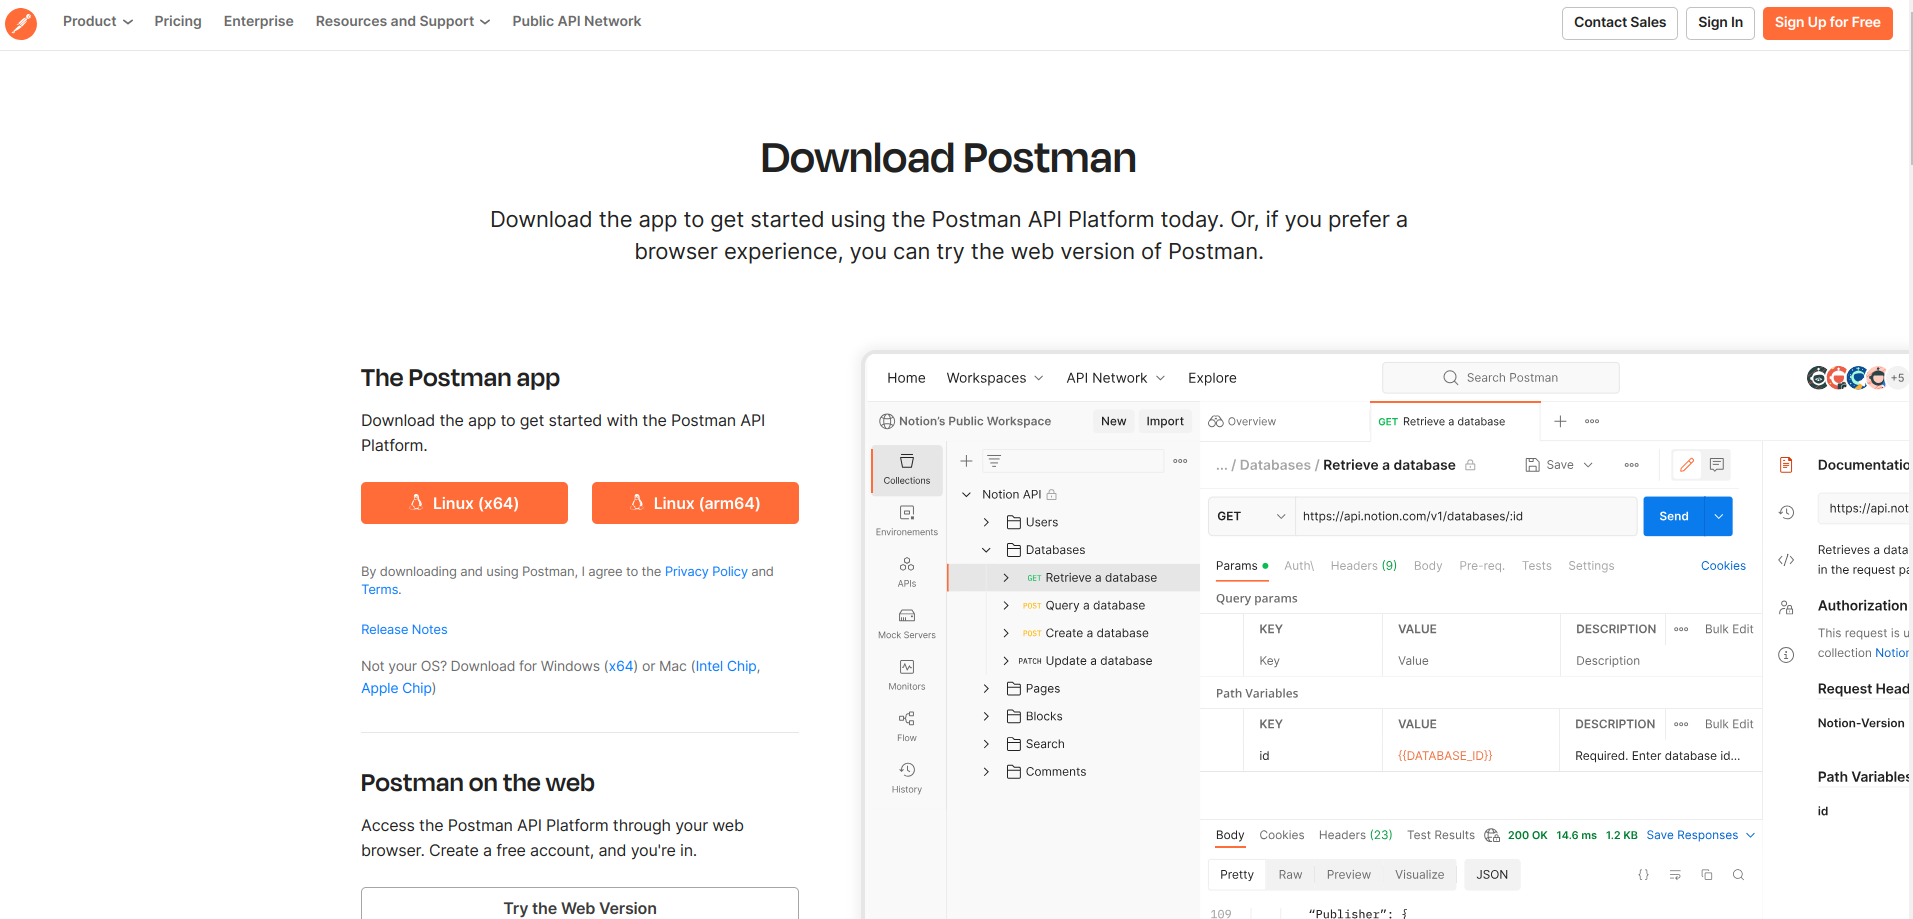 Product
Pricing
Enterprise
Resources and Support
Public API Network
Contact Sales
Sign In
Sign Up for Free
Download Postman
Download the app to get started using the Postman API Platform today. Or, if you prefer a
browser experience, you can try the web version of Postman.
The Postman app
Download the app to get started with the Postman API
Platform.
Linux (x64)
Linux (arm64)
By downloading and using Postman, I agree to the Privacy Policy and
Terms.
Release Notes
Not your OS? Download for Windows (x64) or Mac (Intel Chip,
Apple Chip)
Postman on the web
Access the Postman API Platform through your web
browser. Create a free account, and you're in.
Try the Web Version
Home
Workspaces
API Network
Explore
Search Postman
+5
Notion's Public Workspace
New
Import
Overview
GET Retrieve a database
Collections
Environements
APIs
Mock Servers
Monitors
Flow
History
Notion API
Users
Databases
GET Retrieve a database
POST Query a database
POST Create a database
PATCH Update a database
Pages
Blocks
Search
Comments
... / Databases / Retrieve a database
Save
GET
https://api.notion.com/v1/databases/:id
Send
Params
Auth\
Headers (9)
Body
Pre-req.
Tests
Settings
Cookies
Query params
KEY VALUE DESCRIPTION Bulk Edit
Key Value Description
Path Variables
KEY VALUE DESCRIPTION Bulk Edit
id {{DATABASE_ID}} Required. Enter database id...
Body
Cookies
Headers (23)
Test Results
200 OK 14.6 ms 1.2 KB Save Responses
Pretty
Raw
Preview
Visualize
JSON
109 “Publisher”: {
Documentatio
https://api.not
Retrieves a data
in the request pa
Authorization
This request is u
collection Notion
Request Head
Notion-Version
Path Variables
id